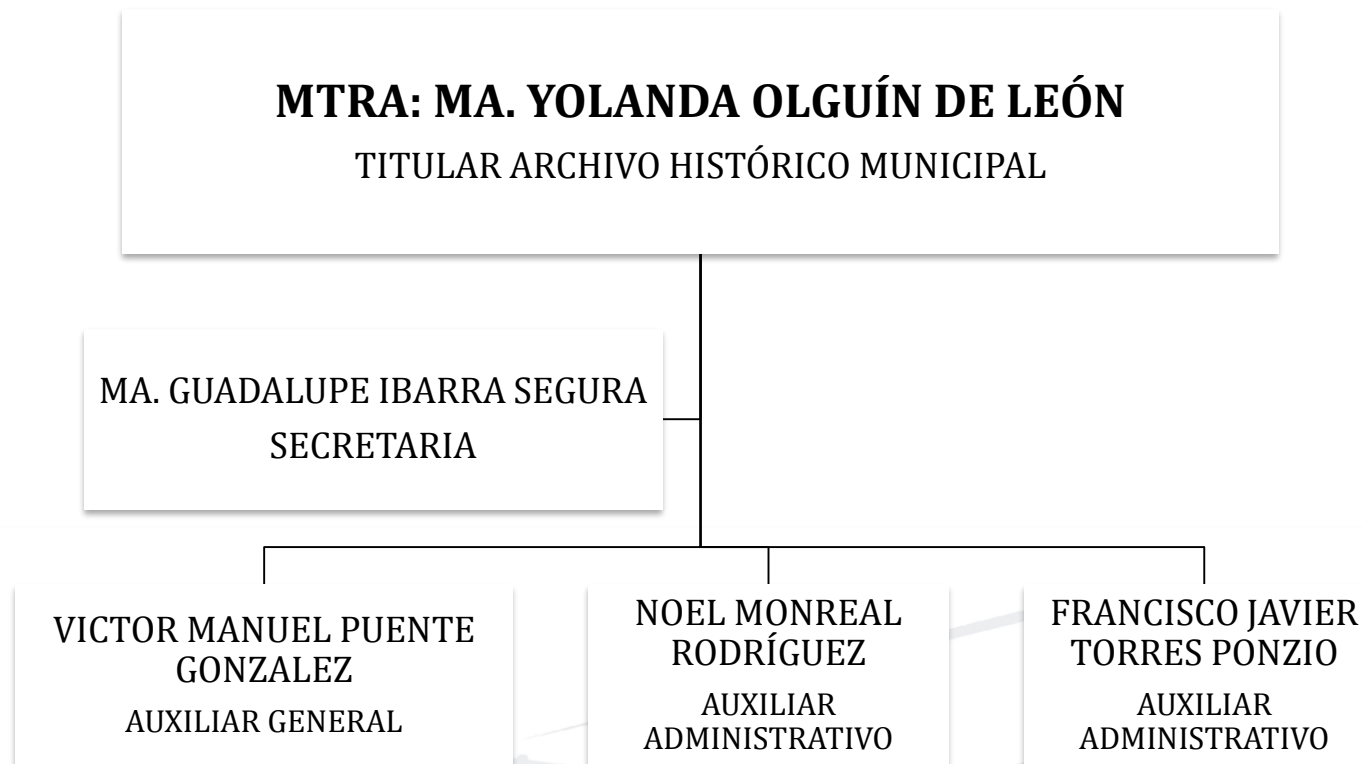 MTRA: MA. YOLANDA OLGUÍN DE LEÓN
TITULAR ARCHIVO HISTÓRICO MUNICIPAL
MA. GUADALUPE IBARRA SEGURA
SECRETARIA
VICTOR MANUEL PUENTE
GONZALEZ
AUXILIAR GENERAL
NOEL MONREAL
RODRÍGUEZ
AUXILIAR
ADMINISTRATIVO
FRANCISCO JAVIER
TORRES PONZIO
AUXILIAR
ADMINISTRATIVO